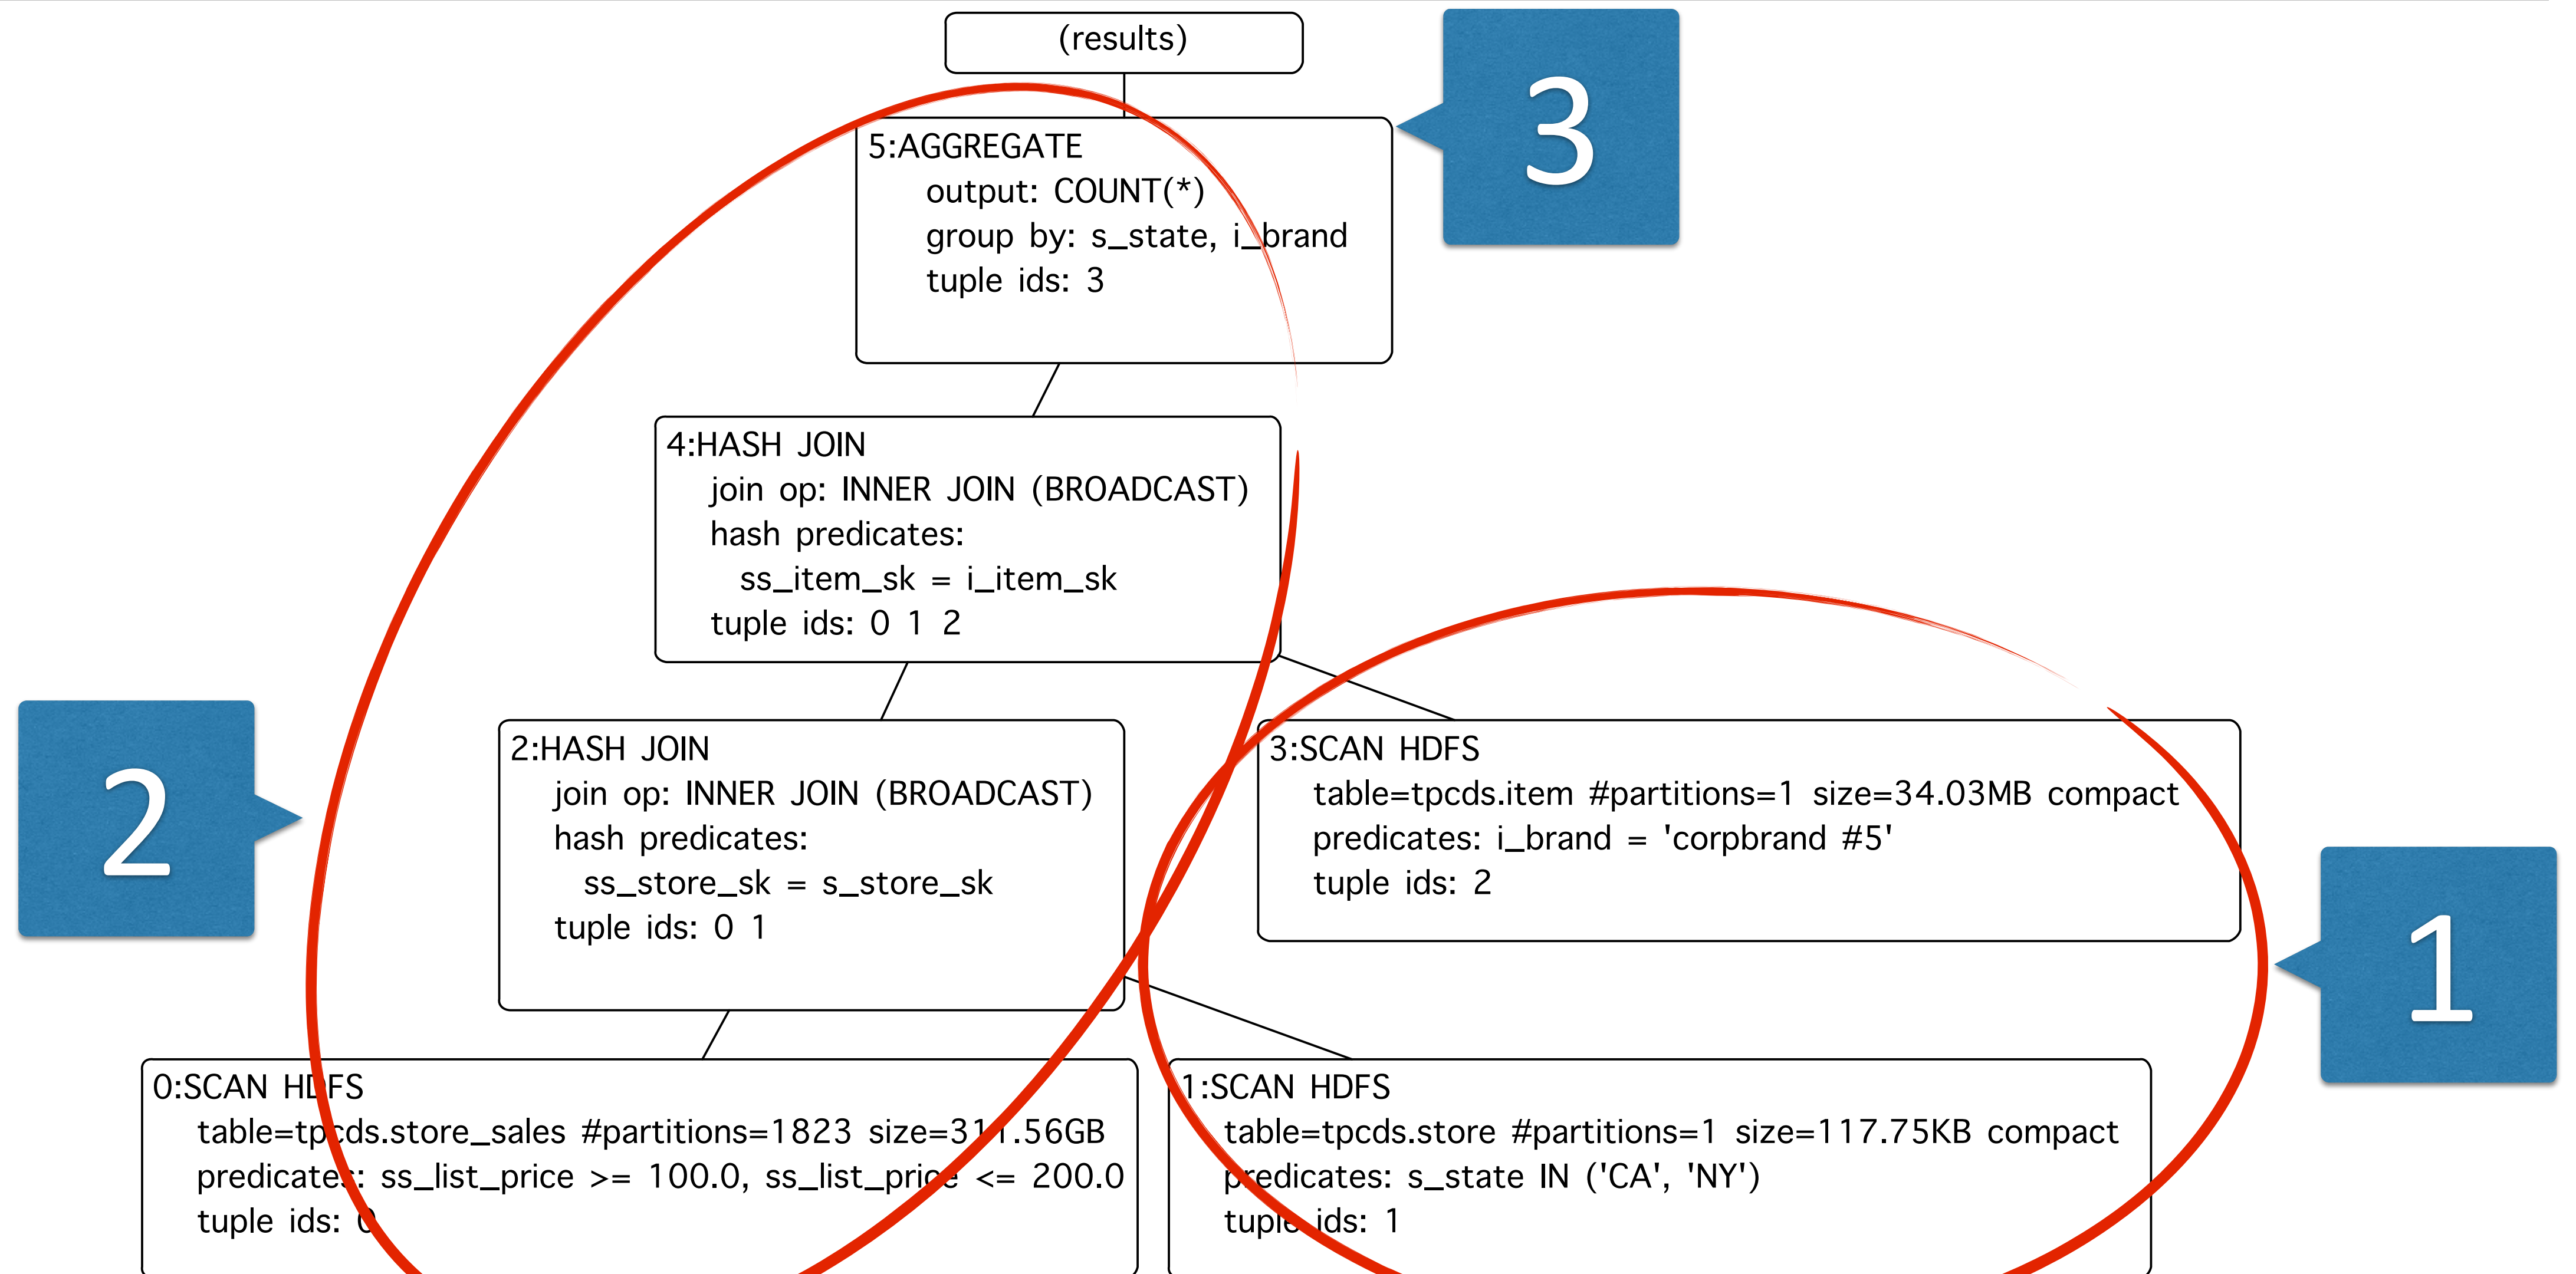 (results)
3
5:AGGREGATE
output: COUNT(*)
group by: s_state, i_brand
tuple ids: 3
4:HASH JOIN
join op: INNER JOIN (BROADCAST)
hash predicates:
ss_item_sk = i_item_sk
tuple ids: 0 1 2
2
2:HASH JOIN
join op: INNER JOIN (BROADCAST)
hash predicates:
ss_store_sk = s_store_sk
tuple ids: 0 1
3:SCAN HDFS
table=tpcds.item #partitions=1 size=34.03MB compact
predicates: i_brand = 'corpbrand #5'
tuple ids: 2
1
0:SCAN HDFS
table=tpcds.store_sales #partitions=1823 size=311.56GB
predicates: ss_list_price >= 100.0, ss_list_price <= 200.0
tuple ids: 0
1:SCAN HDFS
table=tpcds.store #partitions=1 size=117.75KB compact
predicates: s_state IN ('CA', 'NY')
tuple ids: 1